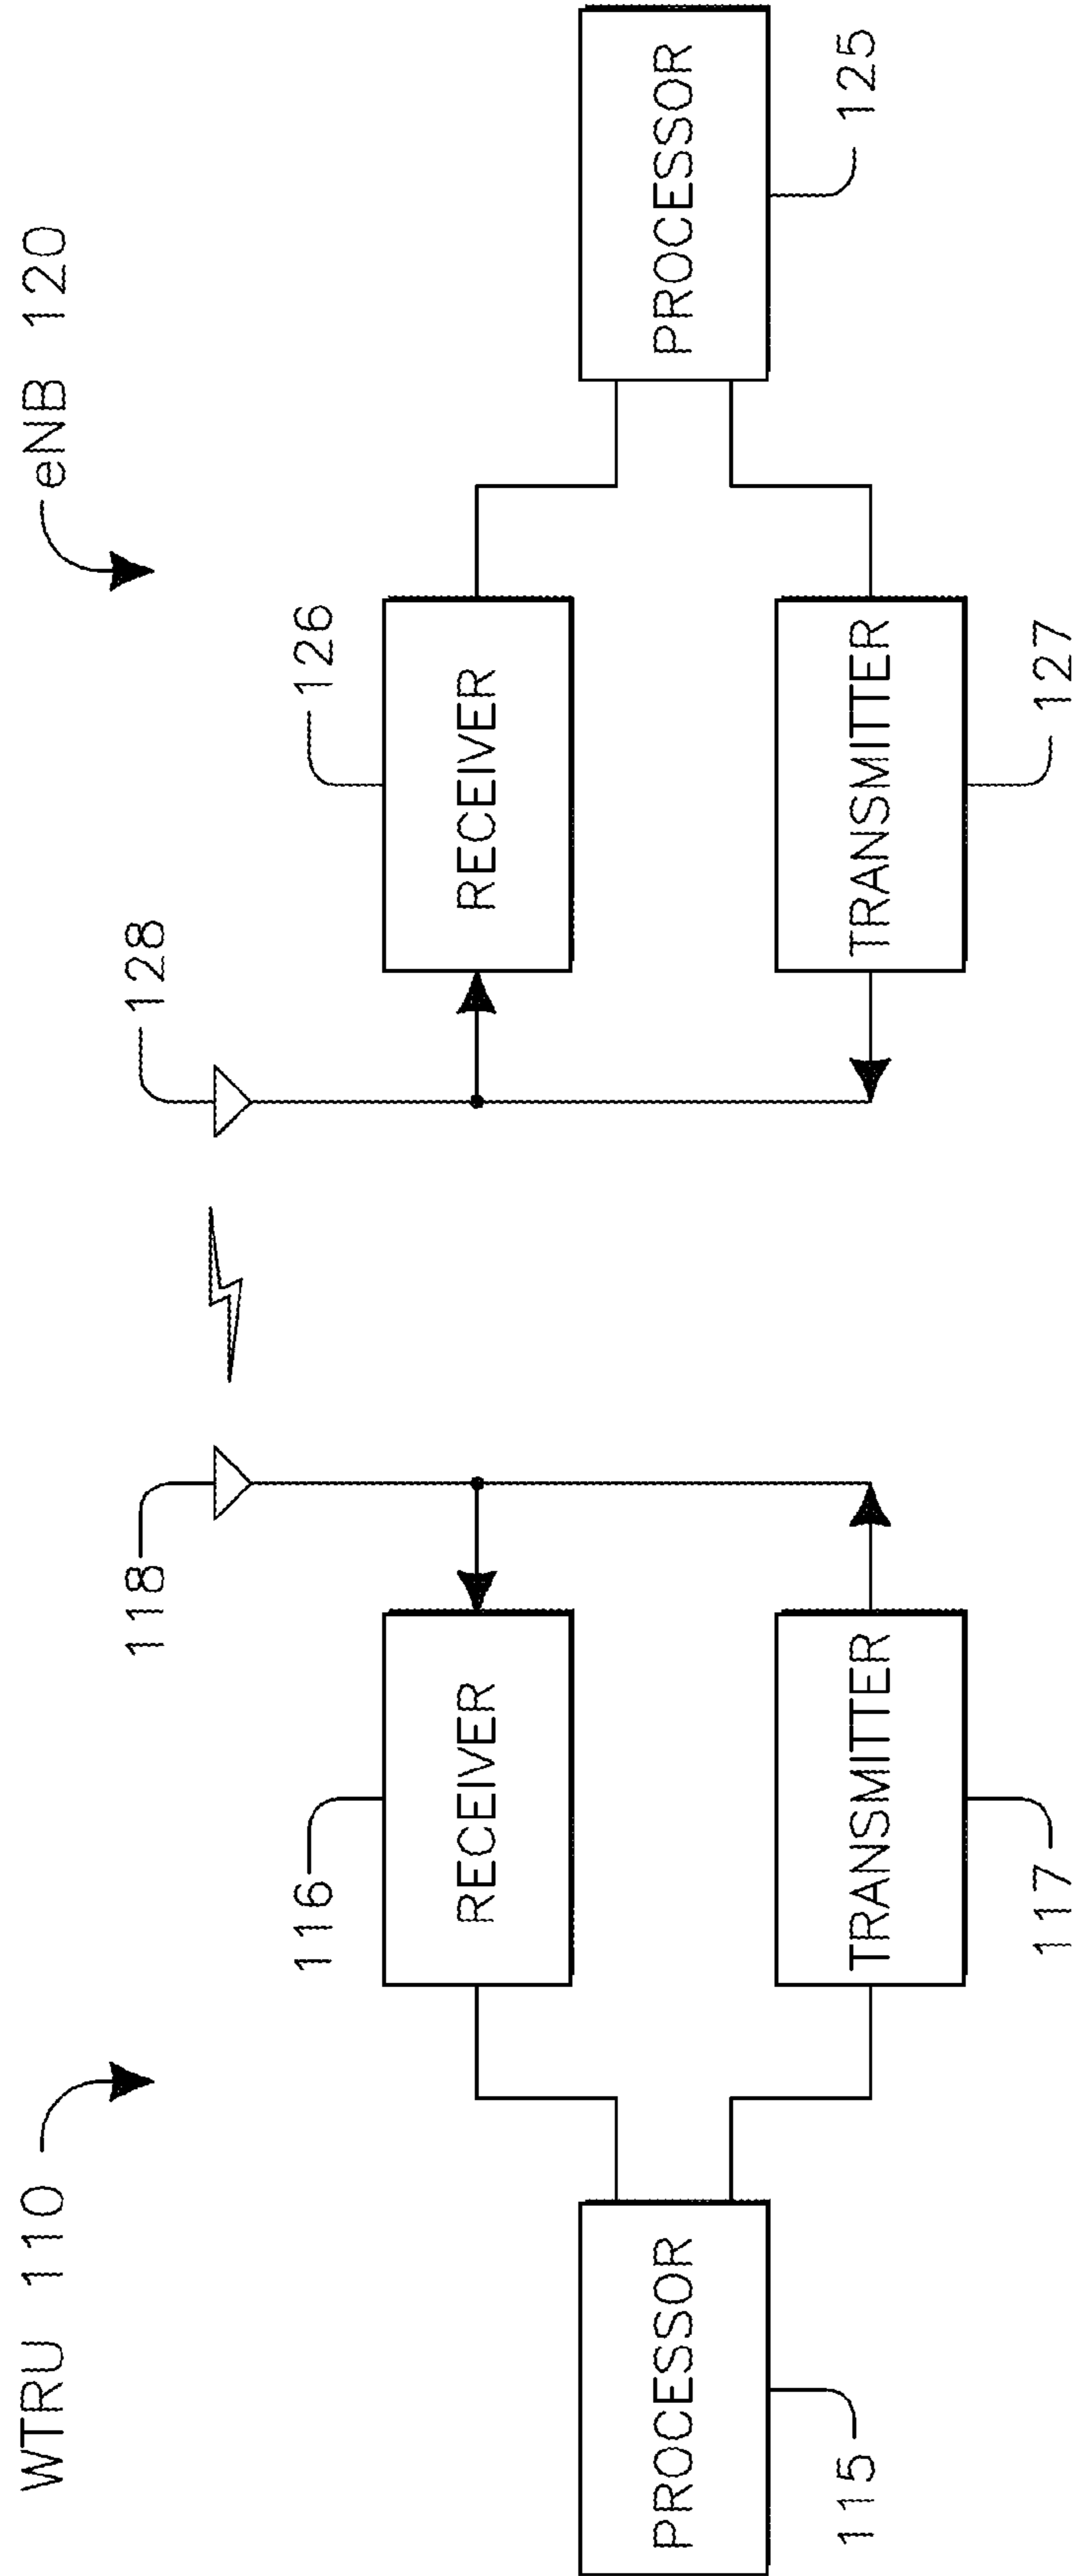 WTRU 110
eNB 120
118
128
116
126
RECEIVER
RECEIVER
PROCESSOR
PROCESSOR
115
125
TRANSMITTER
TRANSMITTER
117
127